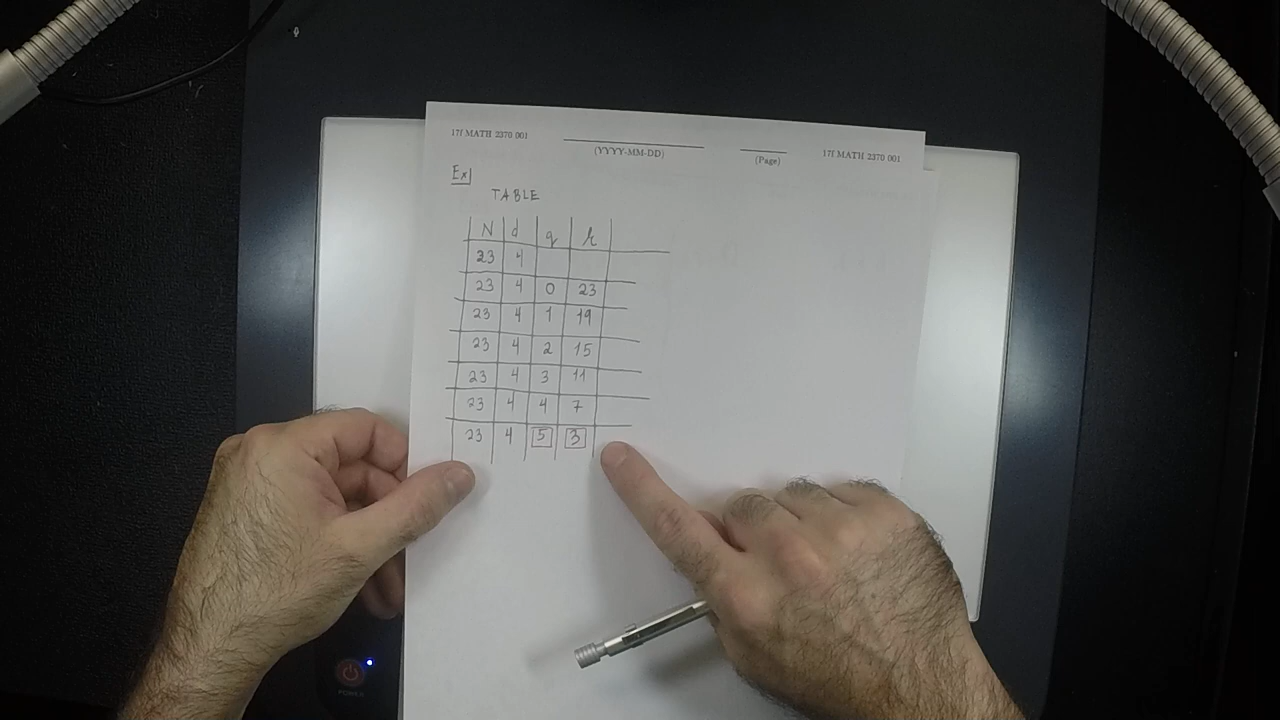 17f MATH 2370 001 (YYYY-MM-DD) (Page) 17f MATH 2370 001
Ex
TABLE
N d q r
23 4
23 4 0 23
23 4 1 19
23 4 2 15
23 4 3 11
23 4 4 7
23 4 5 3
POWER